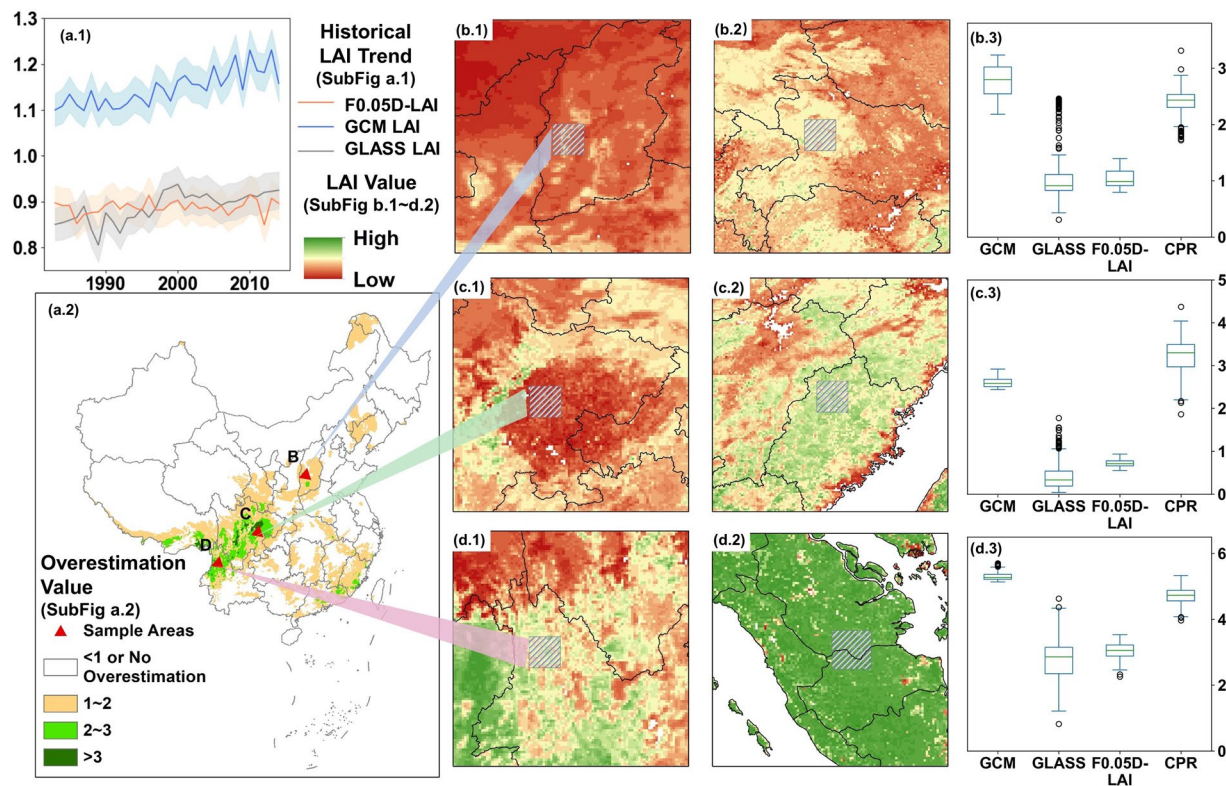 (a.1)
1.3
1.2
1.1
1.0
0.9
0.8
1990
2000
2010
Historical
LAI Trend
(SubFig a.1)
F0.05D-LAI
GCM LAI
GLASS LAI
LAI Value
(SubFig b.1~d.2)
High
Low
(a.2)
B
C
D
Overestimation
Value
(SubFig a.2)
Sample Areas
<1 or No
Overestimation
1~2
2~3
>3
(b.1)
(b.2)
(b.3)
3
2
1
0
GCM
GLASS
F0.05D-
LAI
CPR
(c.1)
(c.2)
(c.3)
5
4
3
2
1
0
GCM
GLASS
F0.05D-
LAI
CPR
(d.1)
(d.2)
(d.3)
6
4
2
0
GCM
GLASS
F0.05D-
LAI
CPR